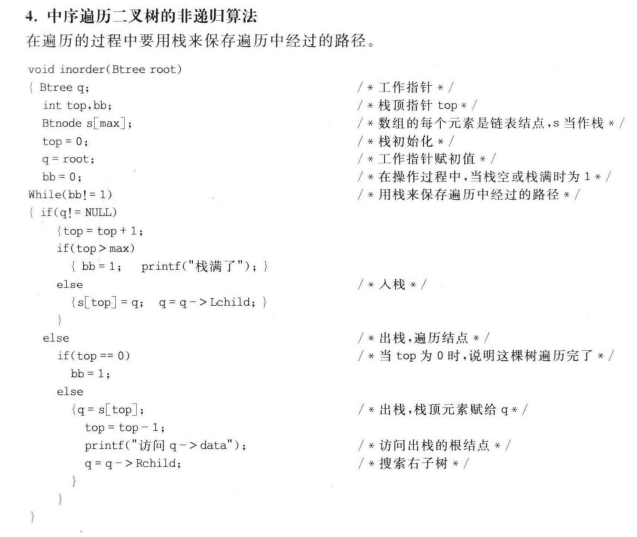 4. 中序遍历二叉树的非递归算法
在遍历的过程中要用栈来保存遍历中经过的路径。
void inorder(Btree root)
{ Btree q; /*工作指针*/
int top,bb; /*栈顶指针 top*/
Btnode s[max]; /*数组的每个元素是链表结点,s 当作栈*/
top = 0; /*栈初始化*/
q = root; /*工作指针赋初值*/
bb = 0; /*在操作过程中,当栈空或栈满时为 1*/
While(bb! = 1) /*用栈来保存遍历中经过的路径*/
{ if(q! = NULL)
{top = top + 1;
if(top > max)
{ bb = 1; printf("栈满了"); }
else /*入栈*/
{s[top] = q; q = q -> Lchild; }
}
else /*出栈,遍历结点*/
if(top == 0) /*当 top 为 0 时,说明这棵树遍历完了*/
bb = 1;
else
{q = s[top]; /*出栈,栈顶元素赋给 q*/
top = top - 1;
printf("访问 q -> data"); /*访问出栈的根结点*/
q = q -> Rchild; /*搜索右子树*/
}
}
}